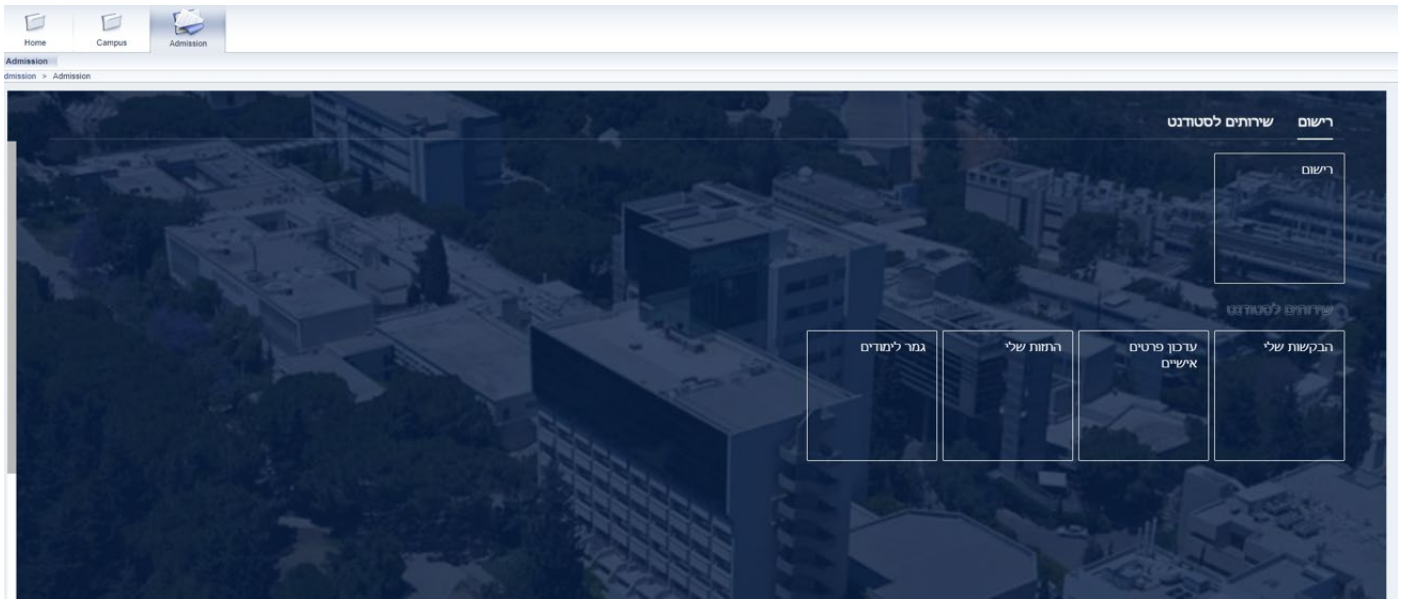 Home
Campus
Admission
Admission
dmission > Admission
רישום
שירותים לסטודנט
רישום
שירותים לסטודנט
הבקשות שלי
עדכון פרטים
אישיים
התזות שלי
גמר לימודים